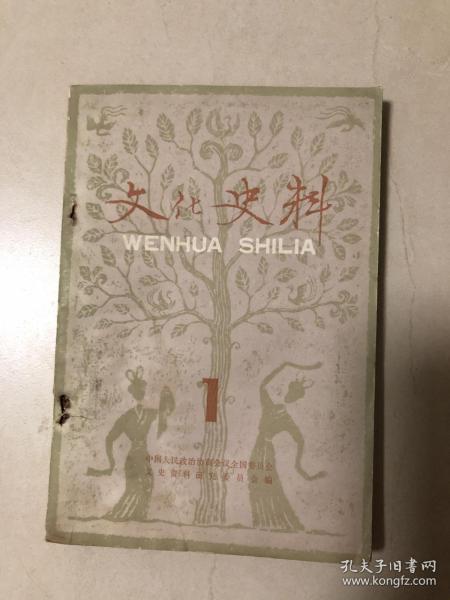 文化史料
WENHUA SHILIA
1
中国人民政治协商会议全国委员会
文史资料研究委员会编
孔夫子旧书网
www.kongfz.com